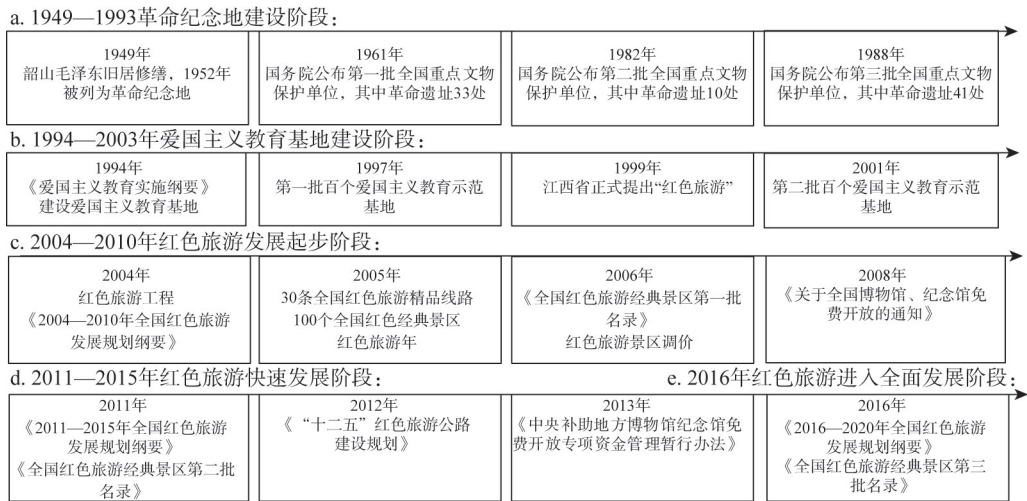 a. 1949—1993革命纪念地建设阶段：
1949年
韶山毛泽东旧居修缮，1952年
被列为革命纪念地
1961年
国务院公布第一批全国重点文物
保护单位，其中革命遗址33处
1982年
国务院公布第二批全国重点文物
保护单位，其中革命遗址10处
1988年
国务院公布第三批全国重点文物
保护单位，其中革命遗址41处
b. 1994—2003年爱国主义教育基地建设阶段：
1994年
《爱国主义教育实施纲要》
建设爱国主义教育基地
1997年
第一批百个爱国主义教育示范
基地
1999年
江西省正式提出“红色旅游”
2001年
第二批百个爱国主义教育示范
基地
c. 2004—2010年红色旅游发展起步阶段：
2004年
红色旅游工程
《2004—2010年全国红色旅游
发展规划纲要》
2005年
30条全国红色旅游精品线路
100个全国红色经典景区
红色旅游年
2006年
《全国红色旅游经典景区第一批
名录》
红色旅游景区调价
2008年
《关于全国博物馆、纪念馆免
费开放的通知》
d. 2011—2015年红色旅游快速发展阶段：
2011年
《2011—2015年全国红色旅游
发展规划纲要》
《全国红色旅游经典景区第二批
名录》
2012年
《 “十二五”红色旅游公路
建设规划》
2013年
《中央补助地方博物馆纪念馆免
费开放专项资金管理暂行办法》
e. 2016年红色旅游进入全面发展阶段：
2016年
《2016—2020年全国红色旅游
发展规划纲要》
《全国红色旅游经典景区第三
批名录》